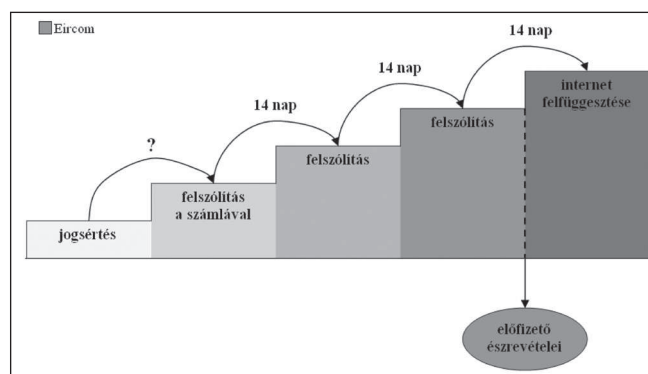 Eircom
14 nap
14 nap
14 nap
?
internet
felfüggesztése
felszólítás
felszólítás
felszólítás
a számlával
jogsértés
előfizető
észrevételei